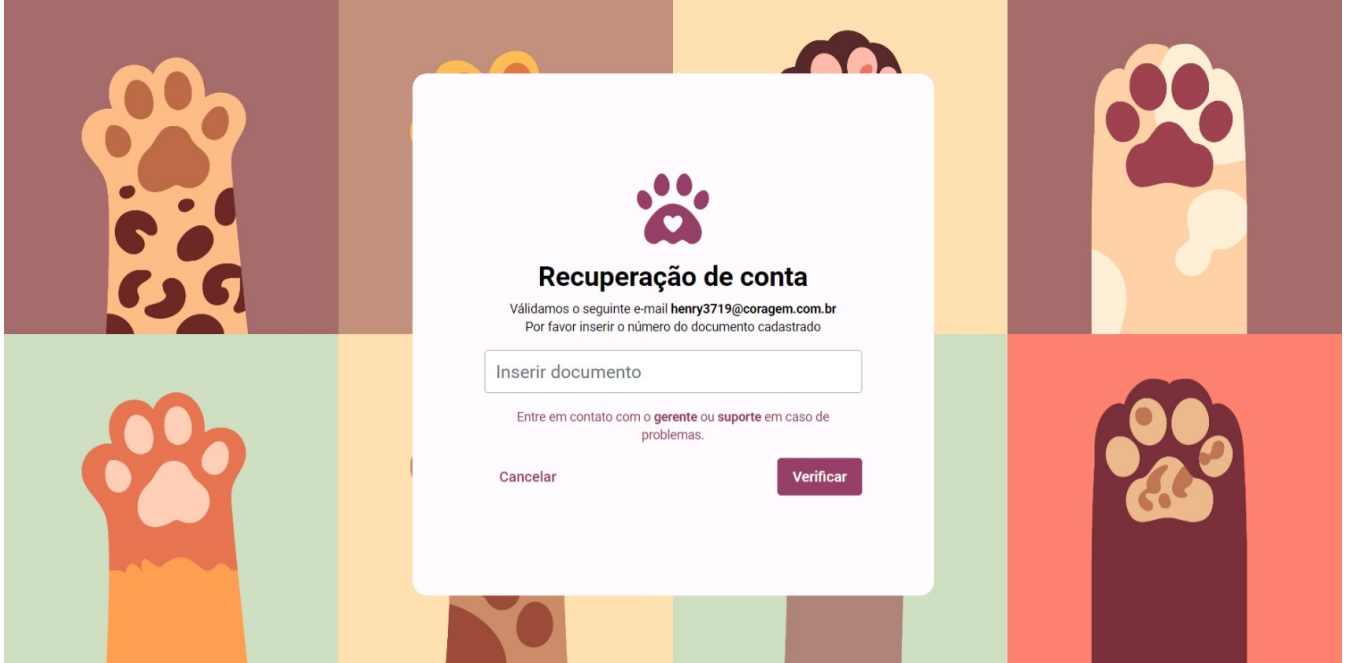 Recuperação de conta
Válidamos o seguinte e-mail henry3719@coragem.com.br
Por favor inserir o número do documento cadastrado
Inserir documento
Entre em contato com o gerente ou suporte em caso de
problemas.
Cancelar
Verificar